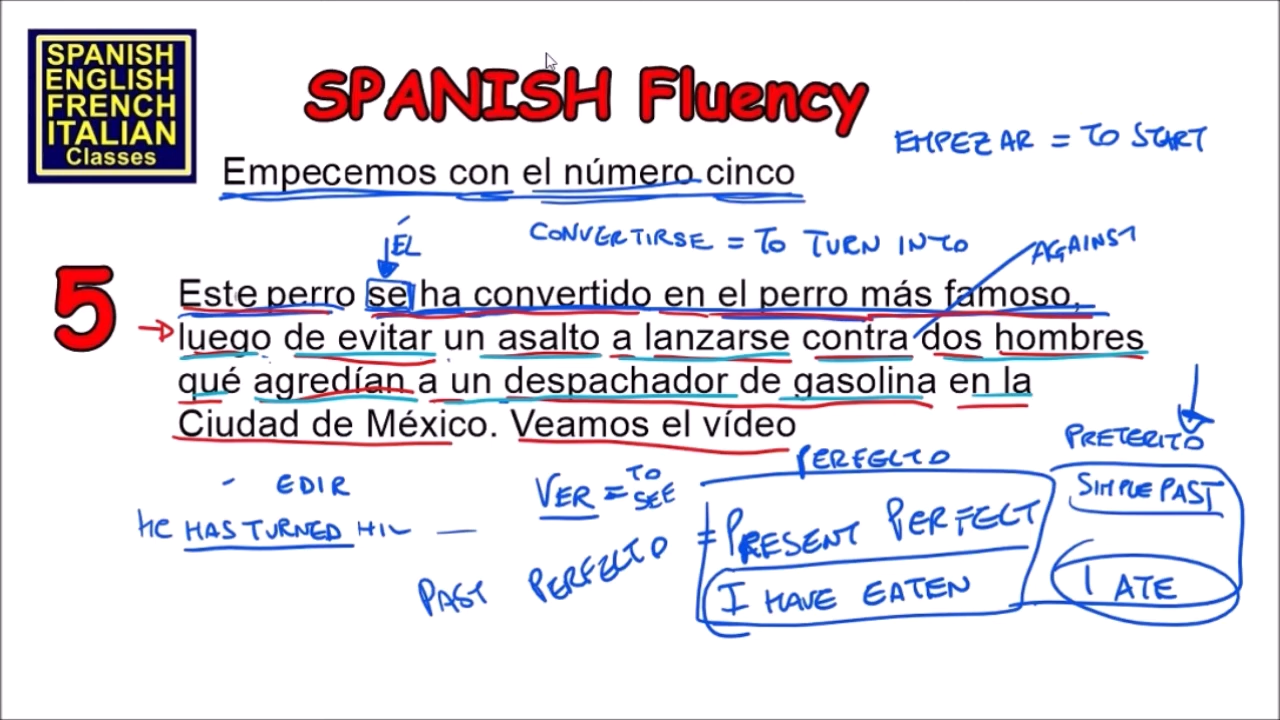 SPANISH
ENGLISH
FRENCH
ITALIAN
Classes
SPANISH Fluency
EMPEZAR = TO START
Empecemos con el número cinco
ÉL
CONVERTIRSE = TO TURN INTO
AGAINST
5
Este perro se ha convertido en el perro más famoso,
luego de evitar un asalto a lanzarse contra dos hombres
qué agredían a un despachador de gasolina en la
Ciudad de México. Veamos el vídeo
PRETERITO
PERFECTO
- EDIR
VER = TO SEE
SIMPLE PAST
HE HAS TURNED
PAST PERFECTO = PRESENT PERFECT
I HAVE EATEN
I ATE